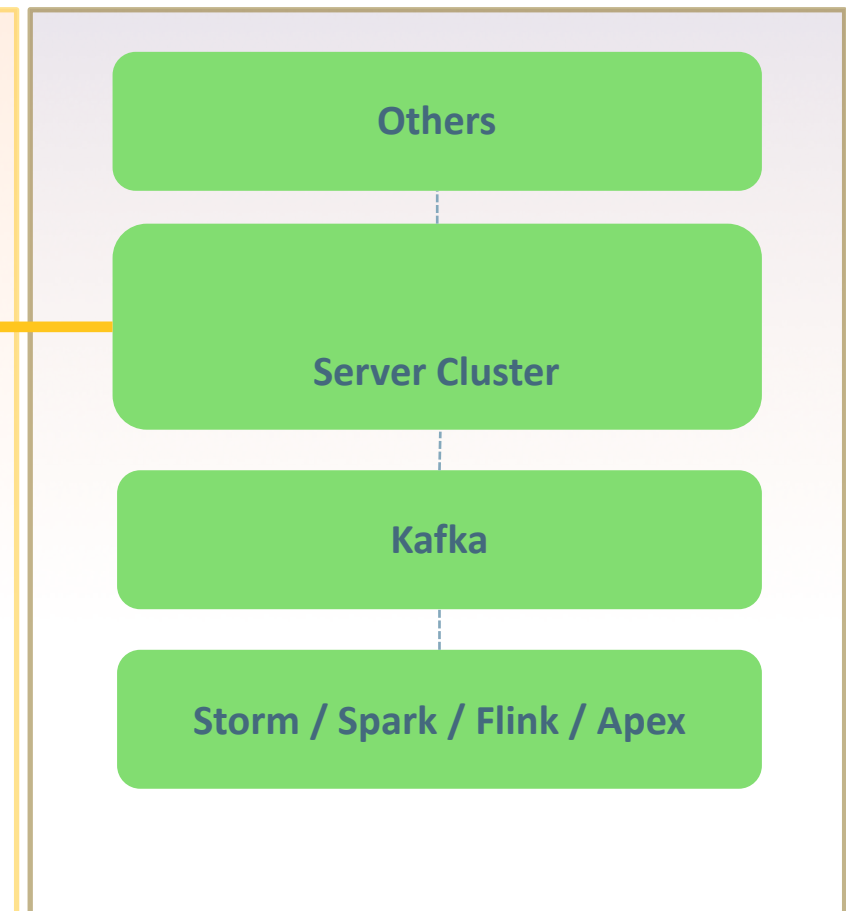 Others
Server Cluster
Kafka
Storm / Spark / Flink / Apex